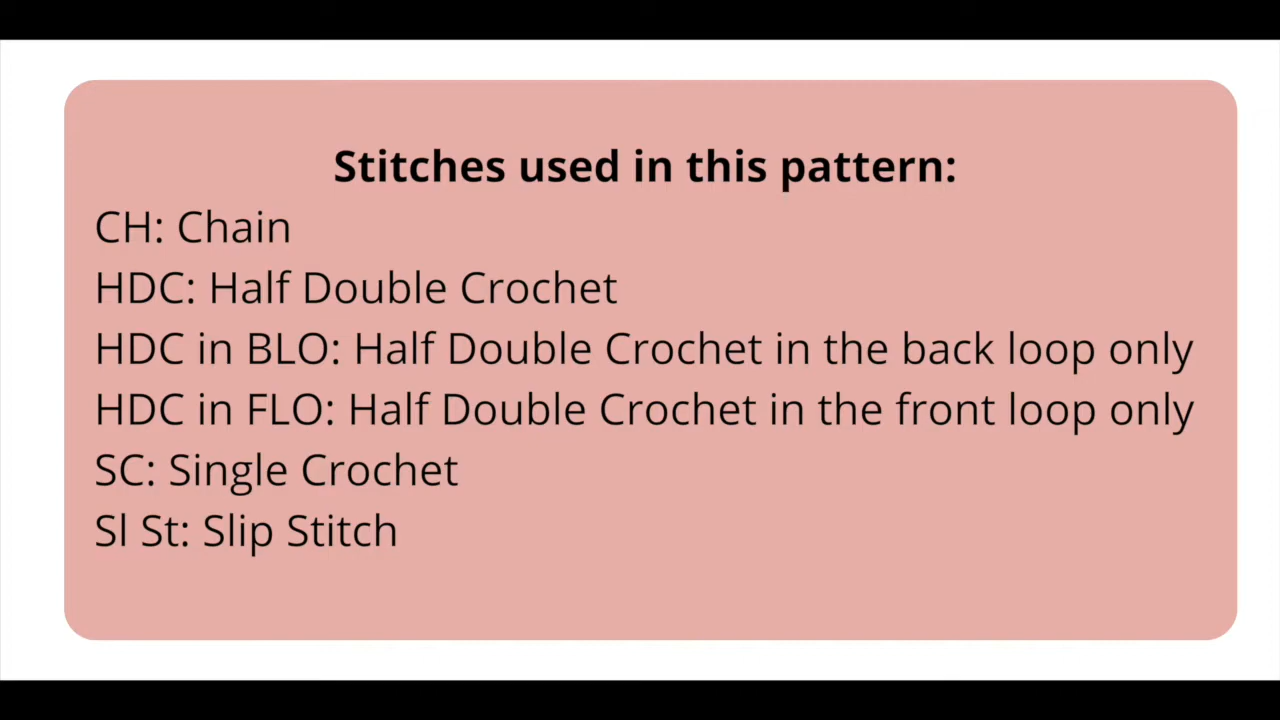 Stitches used in this pattern:
CH: Chain
HDC: Half Double Crochet
HDC in BLO: Half Double Crochet in the back loop only
HDC in FLO: Half Double Crochet in the front loop only
SC: Single Crochet
Sl St: Slip Stitch